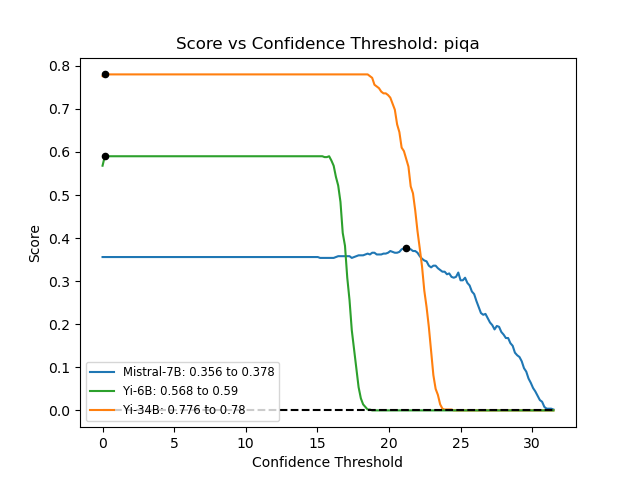 Score vs Confidence Threshold: piqa
0.8
0.7
0.6
0.5
0.4
0.3
0.2
0.1
0.0
Score
Mistral-7B: 0.356 to 0.378
Yi-6B: 0.568 to 0.59
Yi-34B: 0.776 to 0.78
0 5 10 15 20 25 30
Confidence Threshold